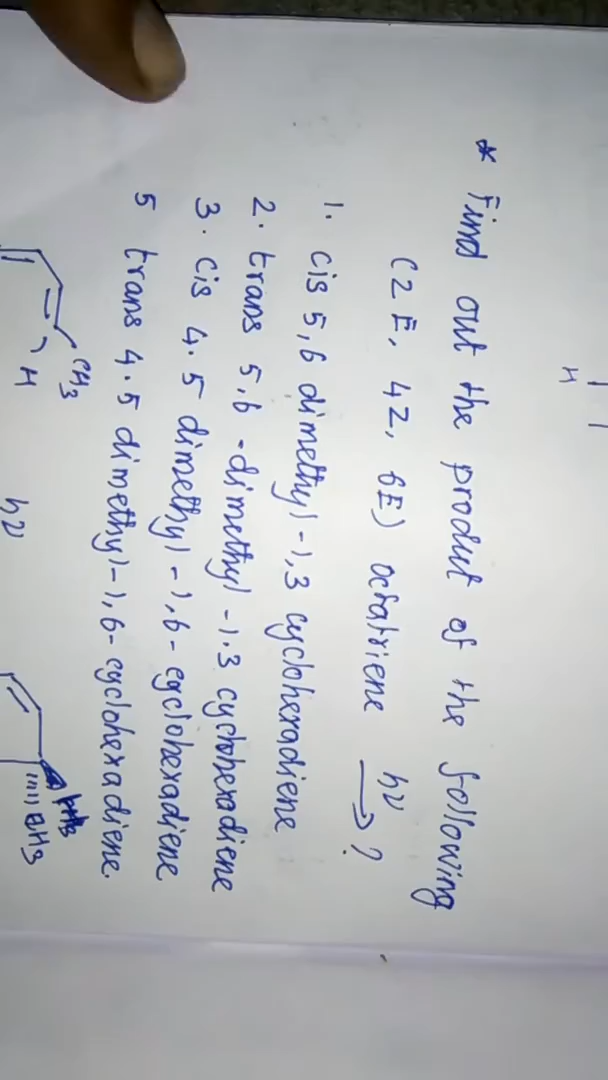 H
* Find out the product of the following
(2E, 4Z, 6E) octatriene hν → ?
1. cis 5,6 dimethyl-1,3 cyclohexadiene
2. trans 5,6-dimethyl-1.3 cyclohexadiene
3. cis 4.5 dimethyl-1,6-cyclohexadiene
5 trans 4.5 dimethyl-1,6-cyclohexadiene.
CH3
H
hν
CH3